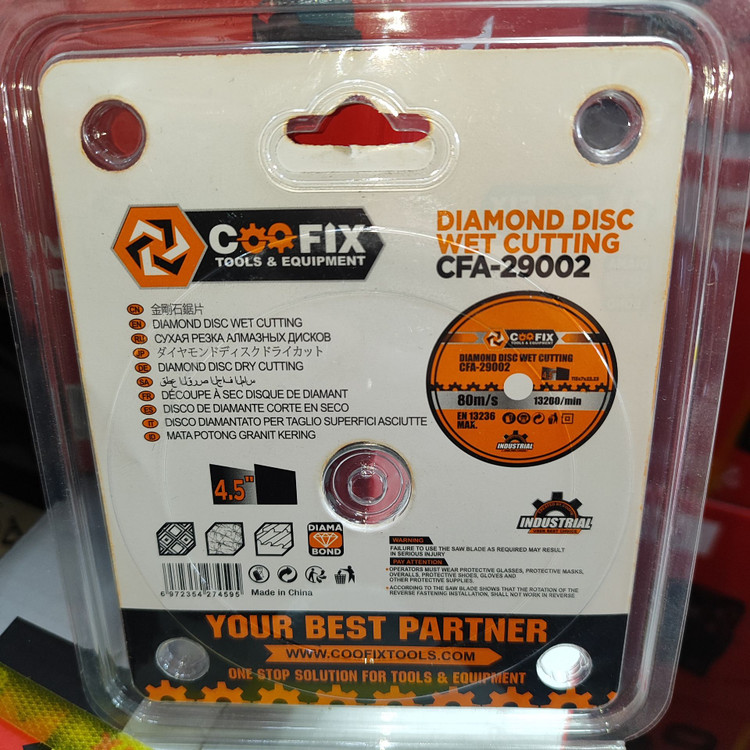 COOFIX
TOOLS & EQUIPMENT
DIAMOND DISC
WET CUTTING
CFA-29002
CN 金剛石鋸片
EN DIAMOND DISC WET CUTTING
RU СУХАЯ РЕЗКА АЛМАЗНЫХ ДИСКОВ
JP ダイヤモンドディスクドライカット
DE DIAMOND DISC DRY CUTTING
SA
FR DÉCOUPE À SEC DISQUE DE DIAMANT
ES DISCO DE DIAMANTE CORTE EN SECO
IT DISCO DIAMANTATO PER TAGLIO SUPERFICI ASCIUTTE
ID MATA POTONG GRANIT KERING
COOFIX
TOOLS & EQUIPMENT
DIAMOND DISC WET CUTTING
CFA-29002
80m/s
13260/min
EN 13236
MAX.
INDUSTRIAL
4.5"
DIAMA
BOND
INDUSTRIAL
WARNING
FAILURE TO USE THE SAW BLADE AS REQUIRED MAY RESULT
IN SERIOUS INJURY
PAY ATTENTION
OPERATORS MUST WEAR PROTECTIVE GLASSES, PROTECTIVE MASKS,
OVERALLS, PROTECTIVE SHOES, GLOVES AND
OTHER PROTECTIVE SUPPLIES.
ACCORDING TO THE SAW BLADE SHOWS THAT THE ROTATION OF THE
REVERSE FASTENING INSTALLATION, SHALL NOT WORK IN REVERSE
6 972354 274595
Made in China
YOUR BEST PARTNER
WWW.COOFIXTOOLS.COM
ONE STOP SOLUTION FOR TOOLS & EQUIPMENT